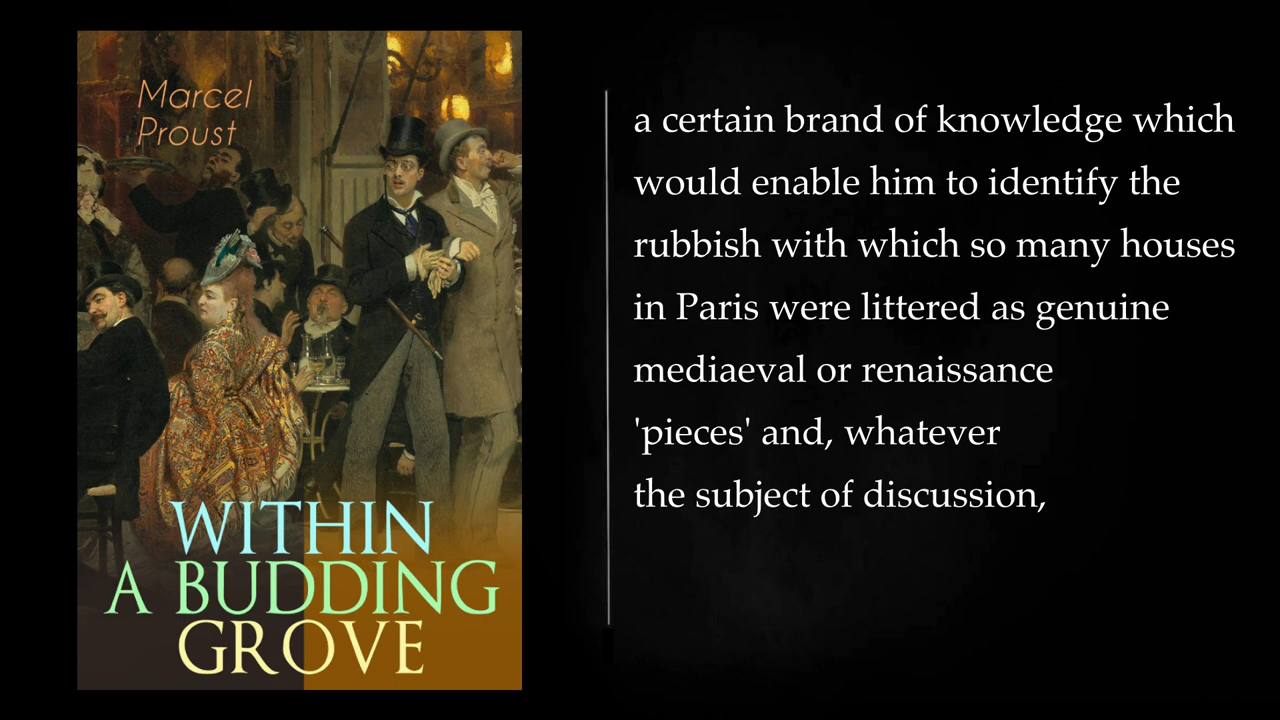 Marcel
Proust
WITHIN
A BUDDING
GROVE
a certain brand of knowledge which
would enable him to identify the
rubbish with which so many houses
in Paris were littered as genuine
mediaeval or renaissance
'pieces' and, whatever
the subject of discussion,